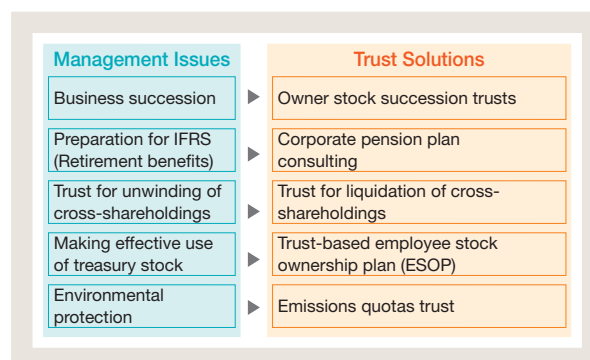 Management Issues
Trust Solutions
Business succession
Owner stock succession trusts
Preparation for IFRS
(Retirement benefits)
Corporate pension plan
consulting
Trust for unwinding of
cross-shareholdings
Trust for liquidation of cross-
shareholdings
Making effective use
of treasury stock
Trust-based employee stock
ownership plan (ESOP)
Environmental
protection
Emissions quotas trust